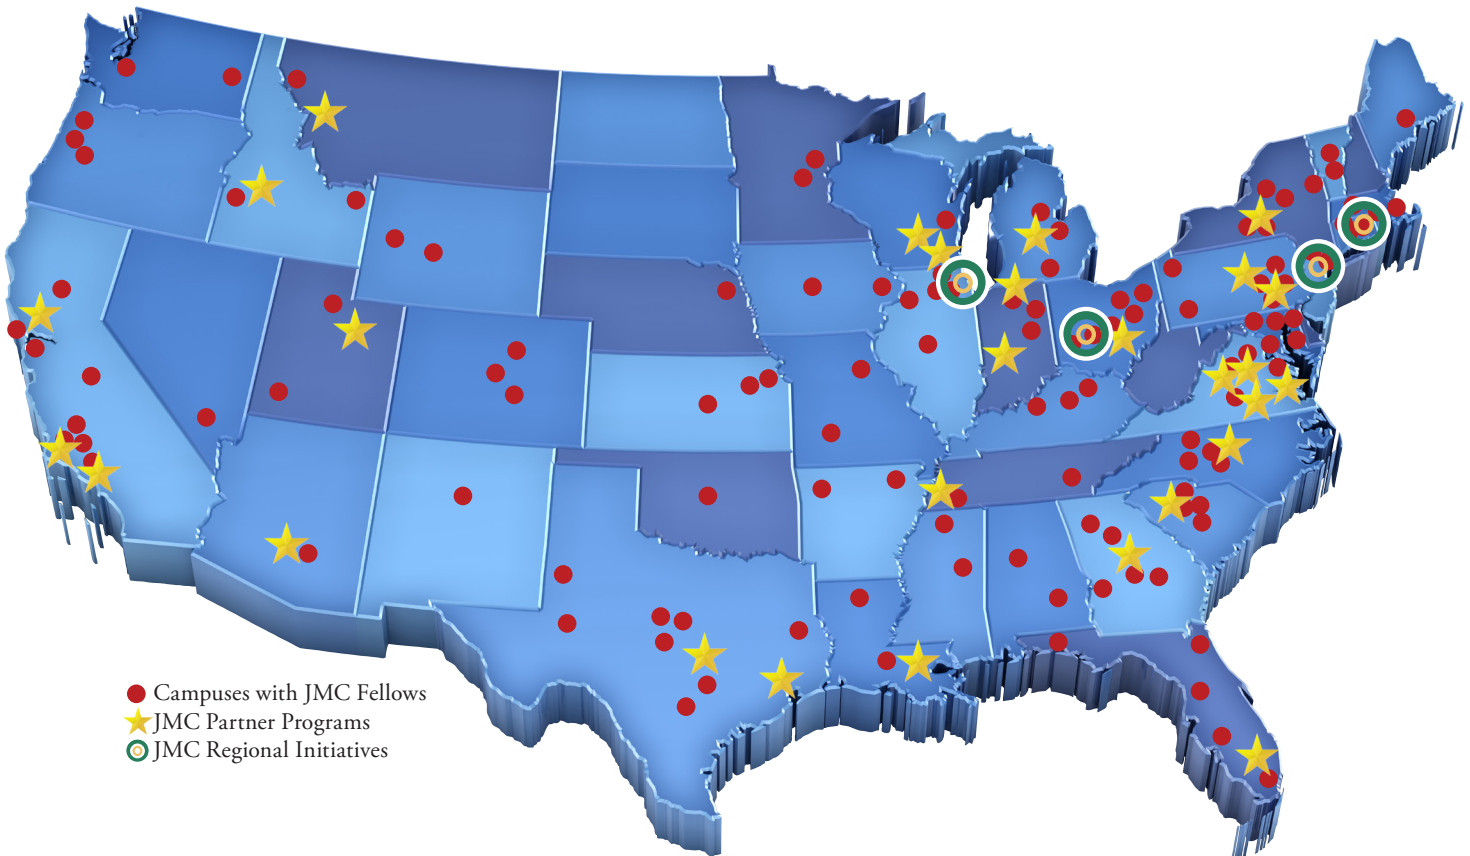 Campuses with JMC Fellows
JMC Partner Programs
JMC Regional Initiatives